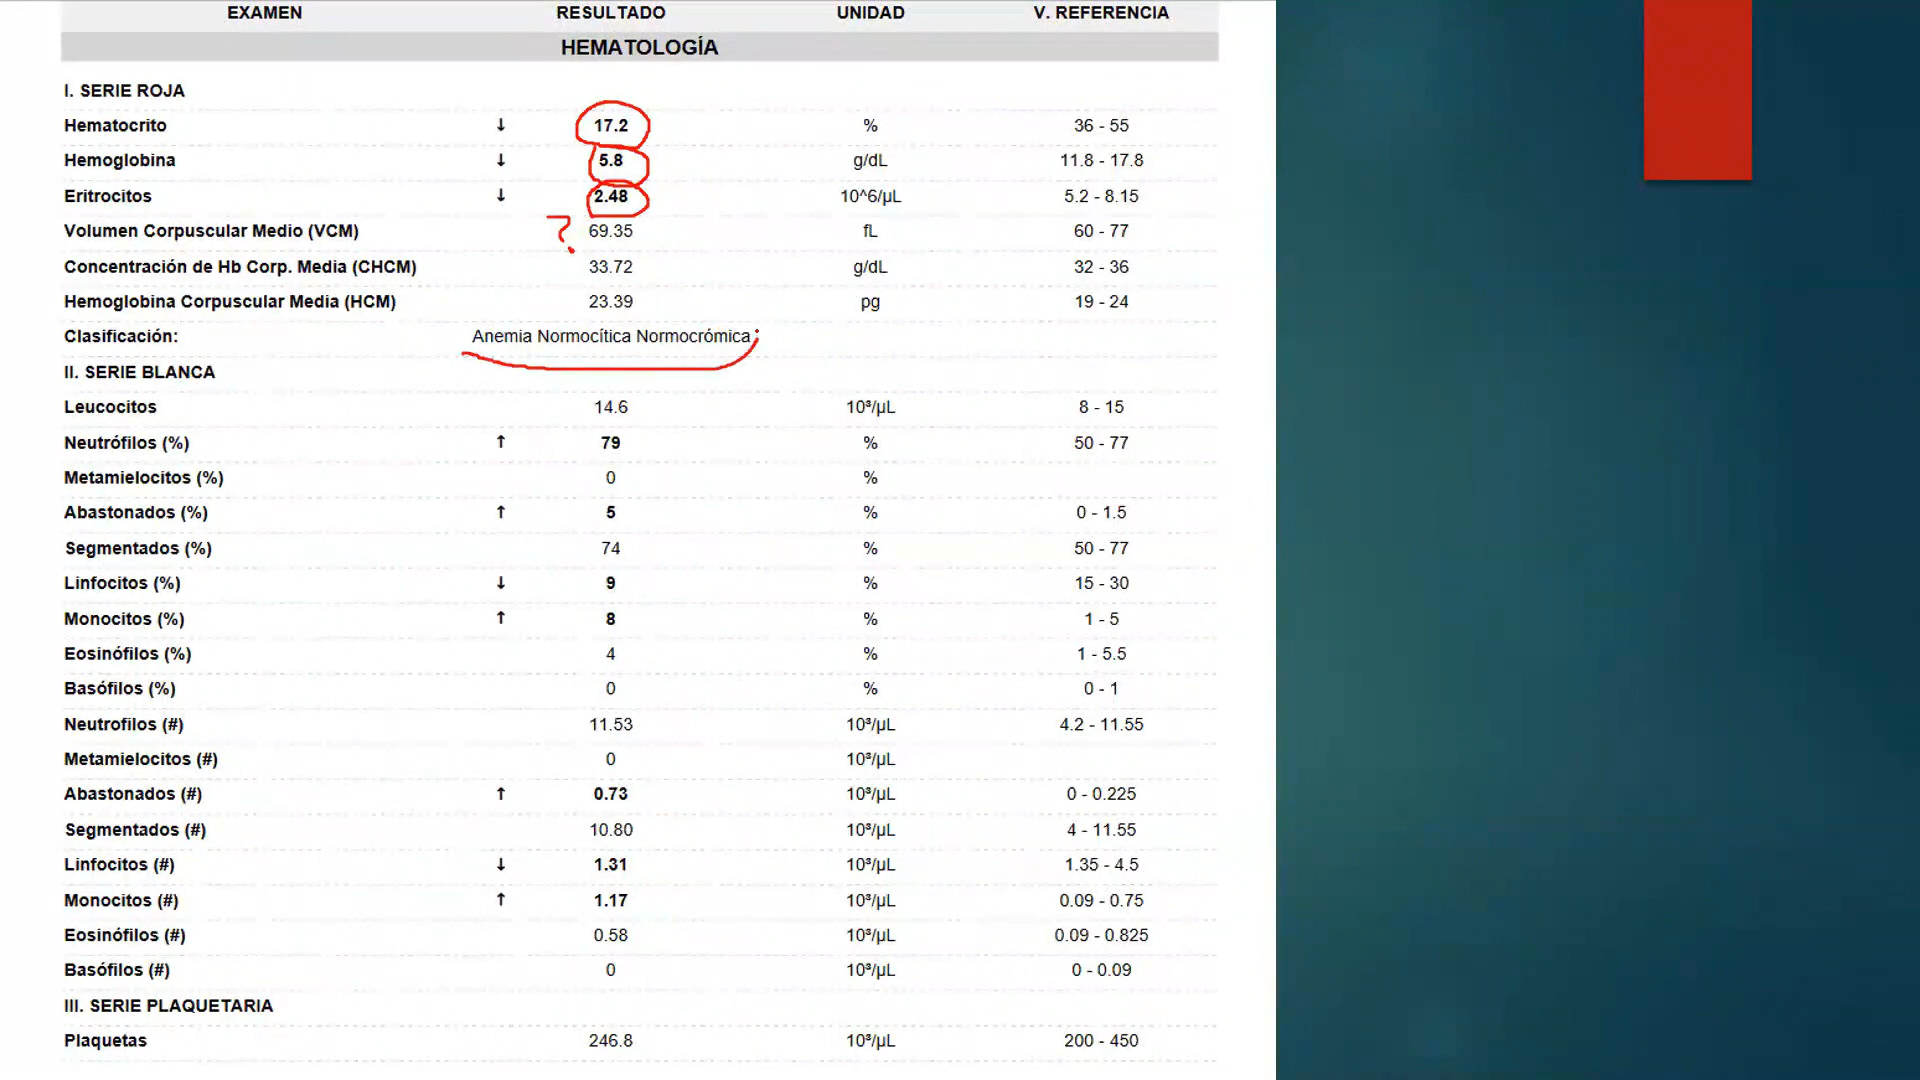 EXAMEN RESULTADO UNIDAD V. REFERENCIA
HEMATOLOGÍA
I. SERIE ROJA
Hematocrito ↓ 17.2 % 36 - 55
Hemoglobina ↓ 5.8 g/dL 11.8 - 17.8
Eritrocitos ↓ 2.48 10^6/µL 5.2 - 8.15
Volumen Corpuscular Medio (VCM) ? 69.35 fL 60 - 77
Concentración de Hb Corp. Media (CHCM) 33.72 g/dL 32 - 36
Hemoglobina Corpuscular Media (HCM) 23.39 pg 19 - 24
Clasificación: Anemia Normocítica Normocrómica
II. SERIE BLANCA
Leucocitos 14.6 10³/µL 8 - 15
Neutrófilos (%) ↑ 79 % 50 - 77
Metamielocitos (%) 0 %
Abastonados (%) ↑ 5 % 0 - 1.5
Segmentados (%) 74 % 50 - 77
Linfocitos (%) ↓ 9 % 15 - 30
Monocitos (%) ↑ 8 % 1 - 5
Eosinófilos (%) 4 % 1 - 5.5
Basófilos (%) 0 % 0 - 1
Neutrofilos (#) 11.53 10³/µL 4.2 - 11.55
Metamielocitos (#) 0 10³/µL
Abastonados (#) ↑ 0.73 10³/µL 0 - 0.225
Segmentados (#) 10.80 10³/µL 4 - 11.55
Linfocitos (#) ↓ 1.31 10³/µL 1.35 - 4.5
Monocitos (#) ↑ 1.17 10³/µL 0.09 - 0.75
Eosinófilos (#) 0.58 10³/µL 0.09 - 0.825
Basófilos (#) 0 10³/µL 0 - 0.09
III. SERIE PLAQUETARIA
Plaquetas 246.8 10³/µL 200 - 450